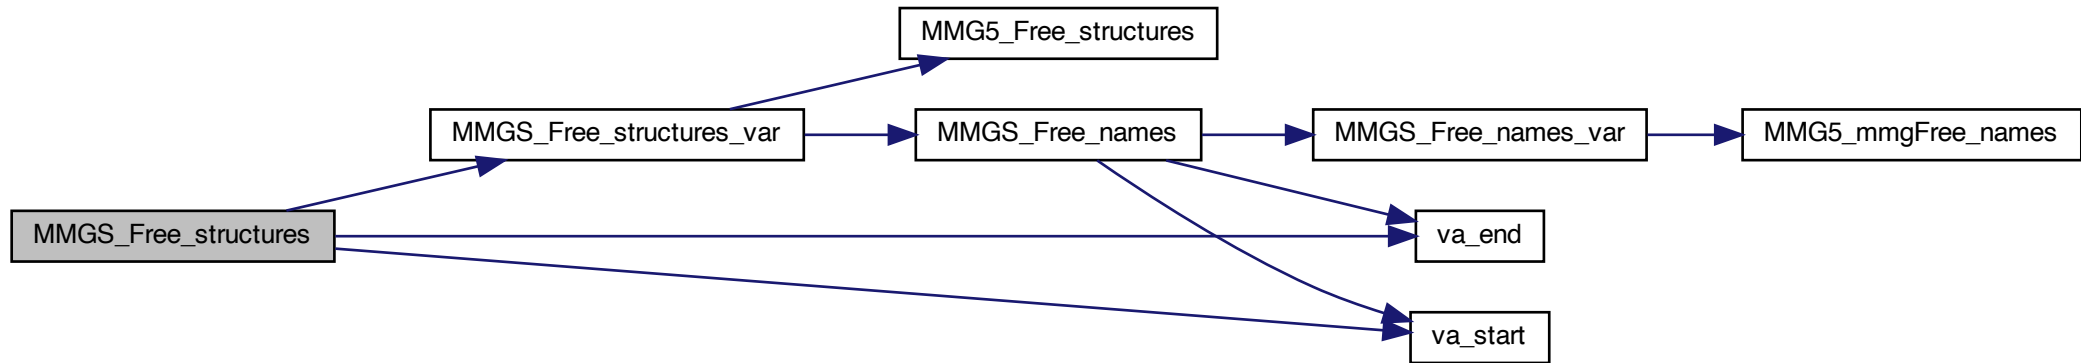 MMG5_Free_structures
MMGS_Free_structures_var
MMGS_Free_names
MMGS_Free_names_var
MMG5_mmgFree_names
MMGS_Free_structures
va_end
va_start